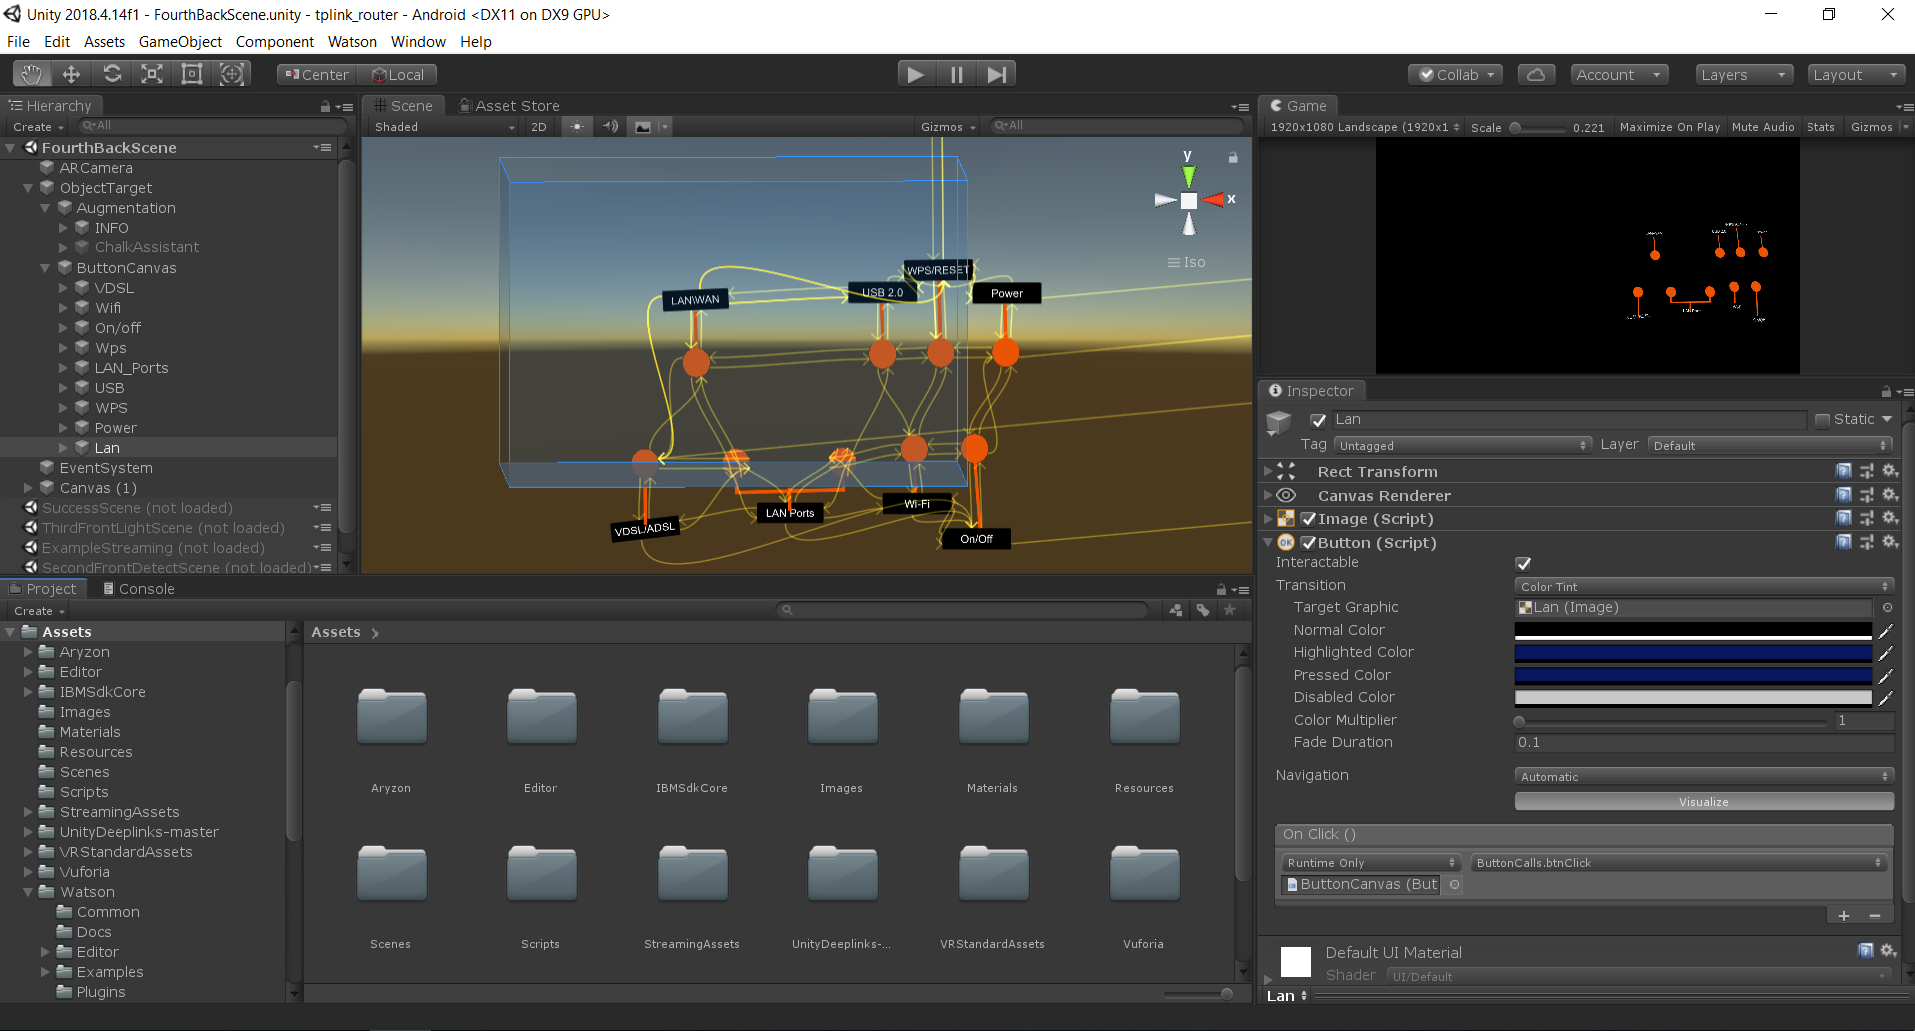 Unity 2018.4.14f1 - FourthBackScene.unity - tplink_router - Android <DX11 on DX9 GPU>
File Edit Assets GameObject Component Watson Window Help
Center Local
Collab Account Layers Layout
Hierarchy
Create All
FourthBackScene
ARCamera
ObjectTarget
Augmentation
INFO
ChalkAssistant
ButtonCanvas
VDSL
Wifi
On/off
Wps
LAN_Ports
USB
WPS
Power
Lan
EventSystem
Canvas (1)
SuccessScene (not loaded)
ThirdFrontLightScene (not loaded)
ExampleStreaming (not loaded)
SecondFrontDetectScene (not loaded)
Scene Asset Store
Shaded 2D Gizmos All
y
x
Iso
WPS/RESET
LAN\WAN
USB 2.0
Power
VDSL/ADSL
LAN Ports
Wi-Fi
On/Off
Game
1920x1080 Landscape (1920x1 Scale 0.221 Maximize On Play Mute Audio Stats Gizmos
USB 2.0
LAN Ports
Inspector
Lan Static
Tag Untagged Layer Default
Rect Transform
Canvas Renderer
Image (Script)
OK Button (Script)
Interactable
Transition Color Tint
Target Graphic Lan (Image)
Normal Color
Highlighted Color
Pressed Color
Disabled Color
Color Multiplier 1
Fade Duration 0.1
Navigation Automatic
Visualize
On Click ()
Runtime Only ButtonCalls.btnClick
ButtonCanvas (But
Default UI Material
Shader UI/Default
Lan
Project Console
Create
Assets
Aryzon
Editor
IBMSdkCore
Images
Materials
Resources
Scenes
Scripts
StreamingAssets
UnityDeeplinks-master
VRStandardAssets
Vuforia
Watson
Common
Docs
Editor
Examples
Plugins
Assets
Aryzon Editor IBMSdkCore Images Materials Resources
Scenes Scripts StreamingAssets UnityDeeplinks-... VRStandardAssets Vuforia